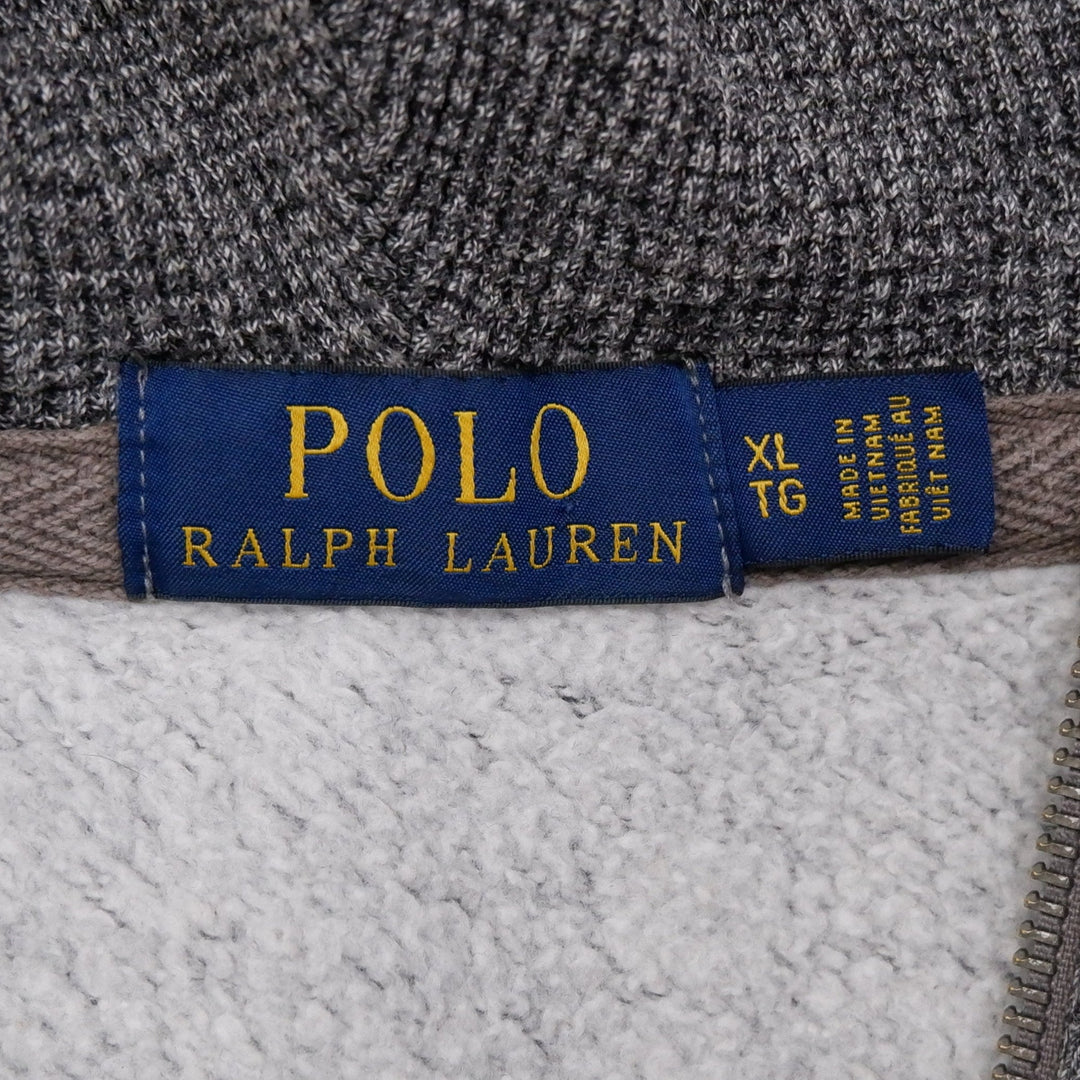 POLO
RALPH LAUREN
XL
TG
MADE IN
VIETNAM
FABRIQUÉ AU
VIÊT NAM